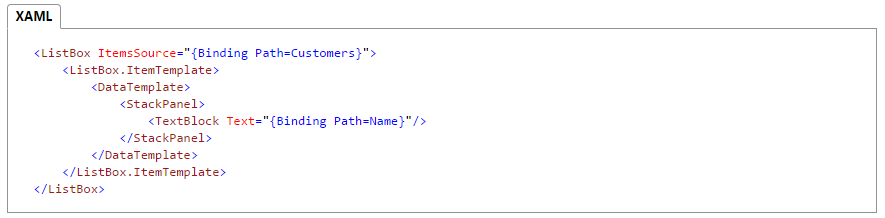 XAML
<ListBox ItemsSource="{Binding Path=Customers}">
    <ListBox.ItemTemplate>
        <DataTemplate>
            <StackPanel>
                <TextBlock Text="{Binding Path=Name}"/>
            </StackPanel>
        </DataTemplate>
    </ListBox.ItemTemplate>
</ListBox>